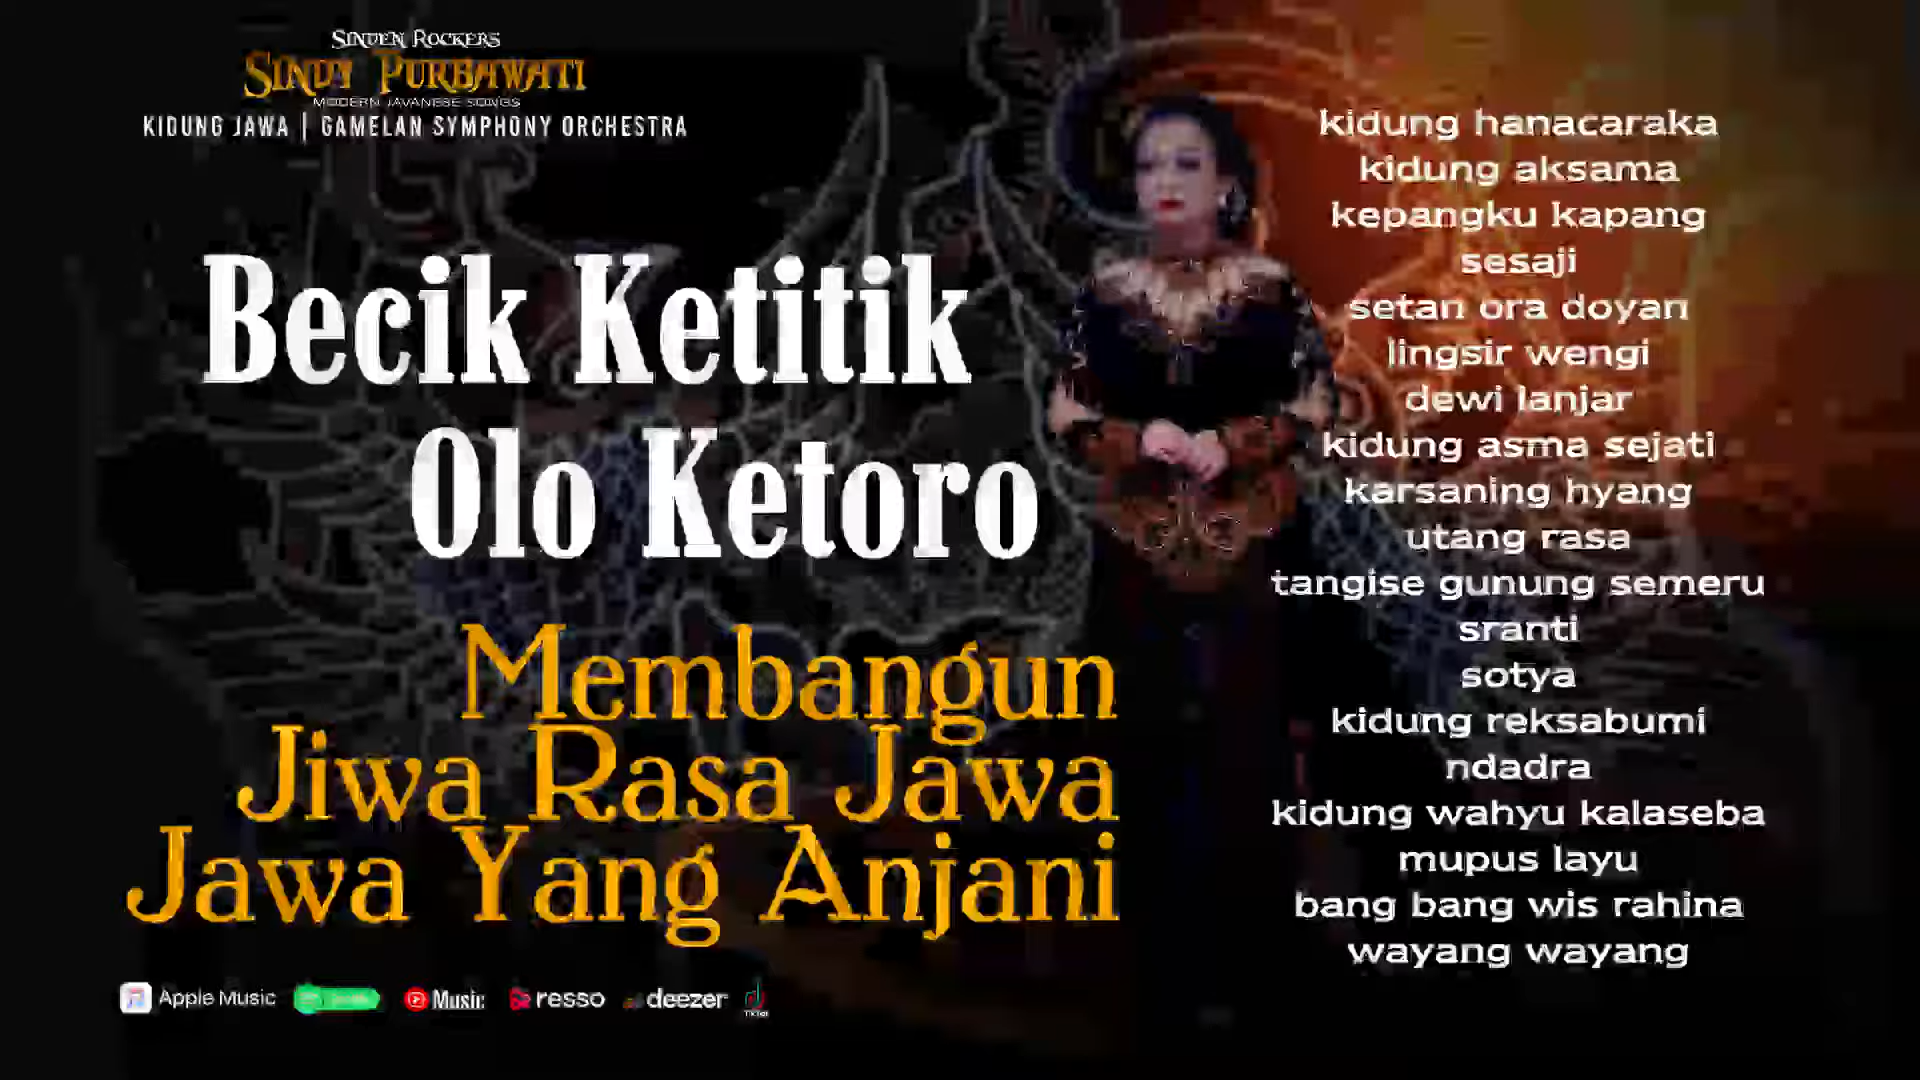 SINDEN ROCKERS
SINDY PURBAWATI
MODERN JAVANESE SONGS
KIDUNG JAWA | GAMELAN SYMPHONY ORCHESTRA
Becik Ketitik
Olo Ketoro
Membangun
Jiwa Rasa Jawa
Jawa Yang Anjani
Apple Music
Music
resso
deezer
TikTok
kidung hanacaraka
kidung aksama
kepangku kapang
sesaji
setan ora doyan
lingsir wengi
dewi lanjar
kidung asma sejati
karsaning hyang
utang rasa
tangise gunung semeru
sranti
sotya
kidung reksabumi
ndadra
kidung wahyu kalaseba
mupus layu
bang bang wis rahina
wayang wayang